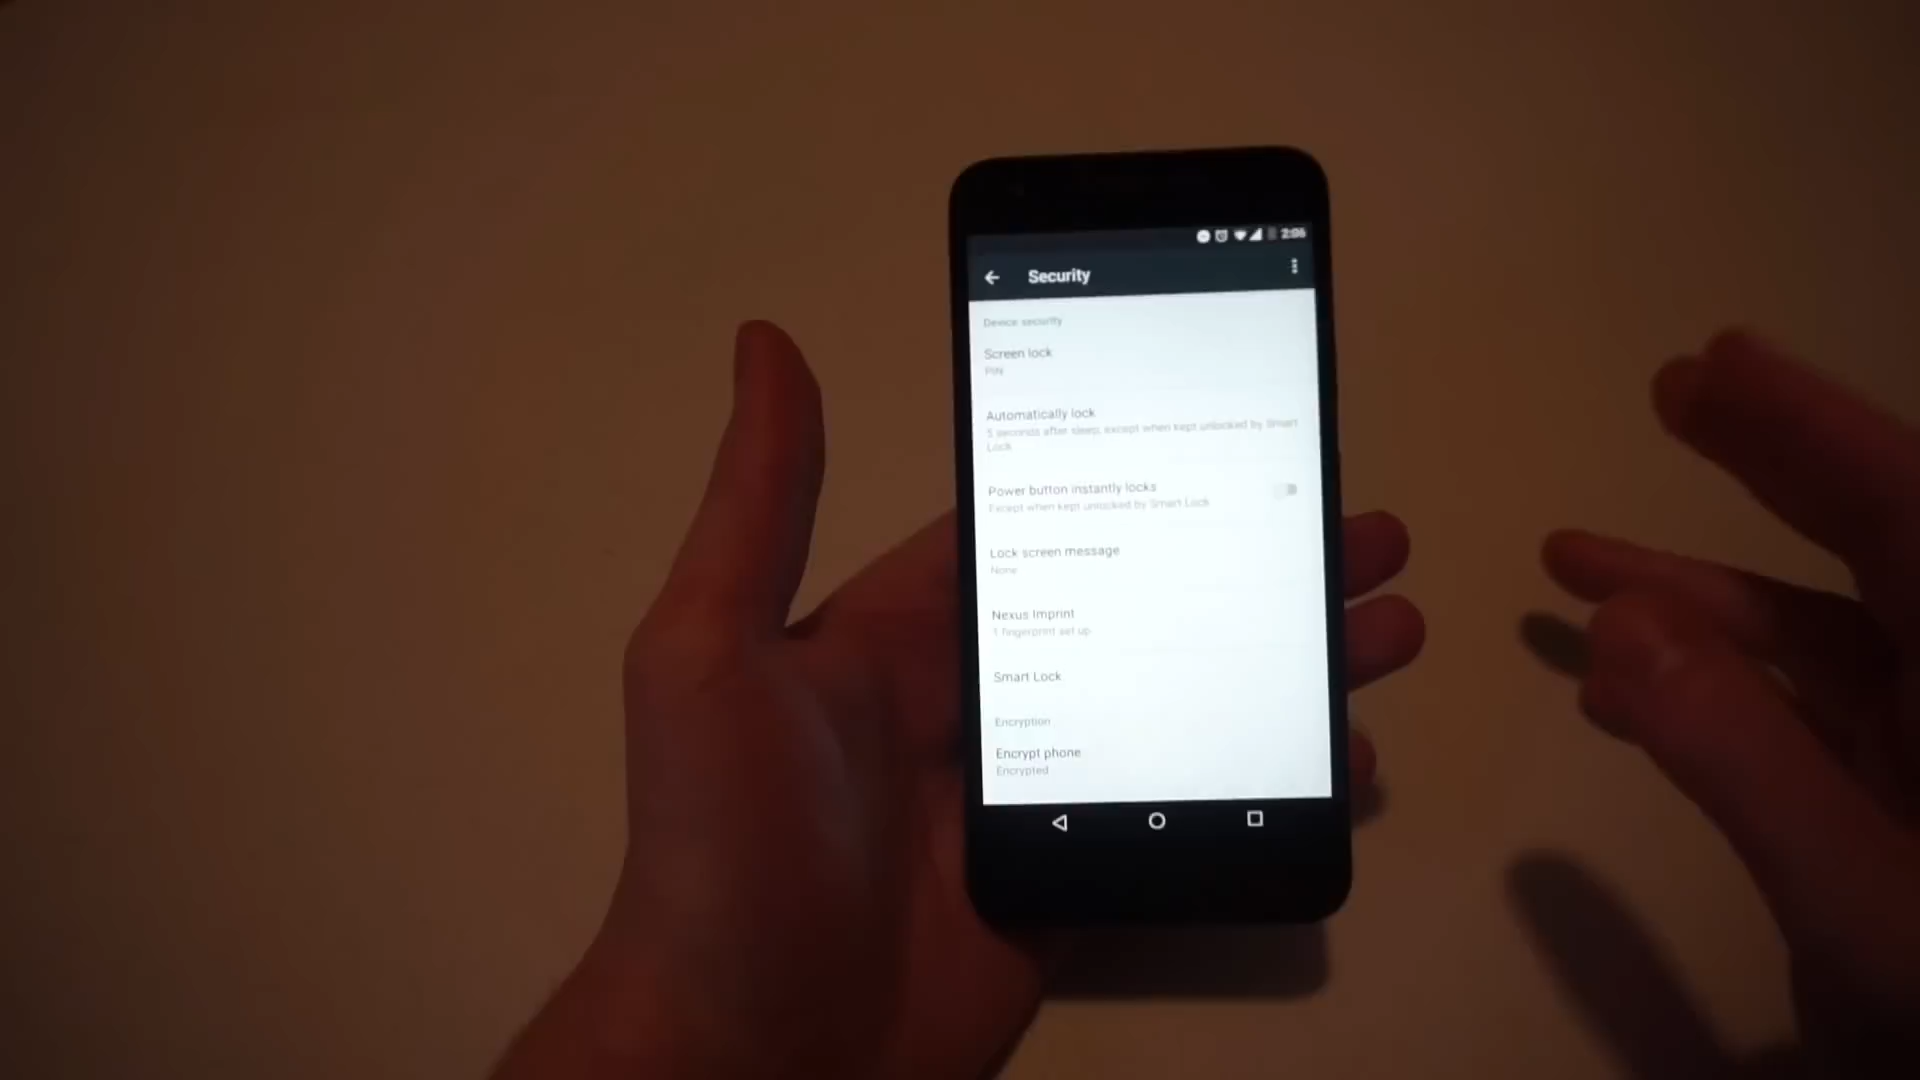 2:06
Security
Device security
Screen lock
PIN
Automatically lock
5 seconds after sleep, except when kept unlocked by Smart
Lock
Power button instantly locks
Except when kept unlocked by Smart Lock
Lock screen message
None
Nexus Imprint
1 fingerprint set up
Smart Lock
Encryption
Encrypt phone
Encrypted